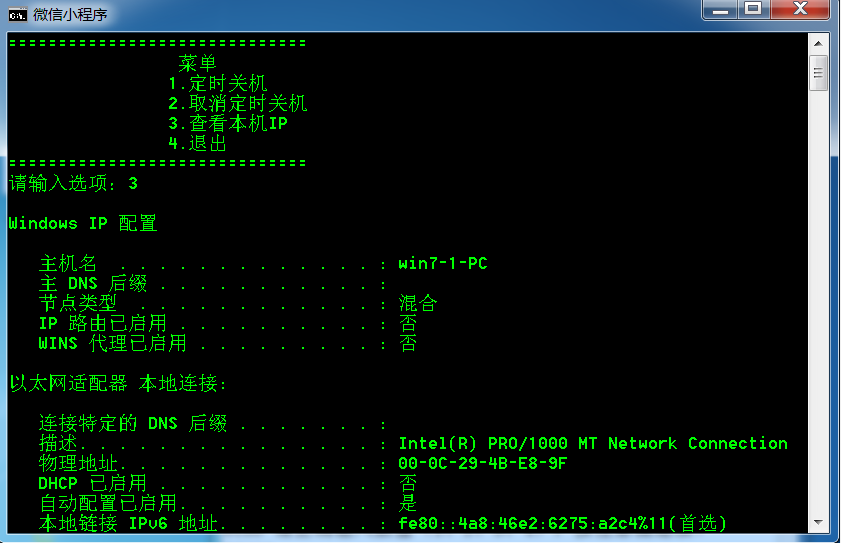 微信小程序
==============================
菜单
1.定时关机
2.取消定时关机
3.查看本机IP
4.退出
==============================
请输入选项：3
Windows IP 配置
主机名 . . . . . . . . . . . . . : win7-1-PC
主 DNS 后缀 . . . . . . . . . . . :
节点类型 . . . . . . . . . . . . : 混合
IP 路由已启用 . . . . . . . . . . : 否
WINS 代理已启用 . . . . . . . . . : 否
以太网适配器 本地连接:
连接特定的 DNS 后缀 . . . . . . . :
描述. . . . . . . . . . . . . . . : Intel(R) PRO/1000 MT Network Connection
物理地址. . . . . . . . . . . . . : 00-0C-29-4B-E8-9F
DHCP 已启用 . . . . . . . . . . . : 否
自动配置已启用. . . . . . . . . . : 是
本地链接 IPv6 地址. . . . . . . . : fe80::4a8:46e2:6275:a2c4%11(首选)